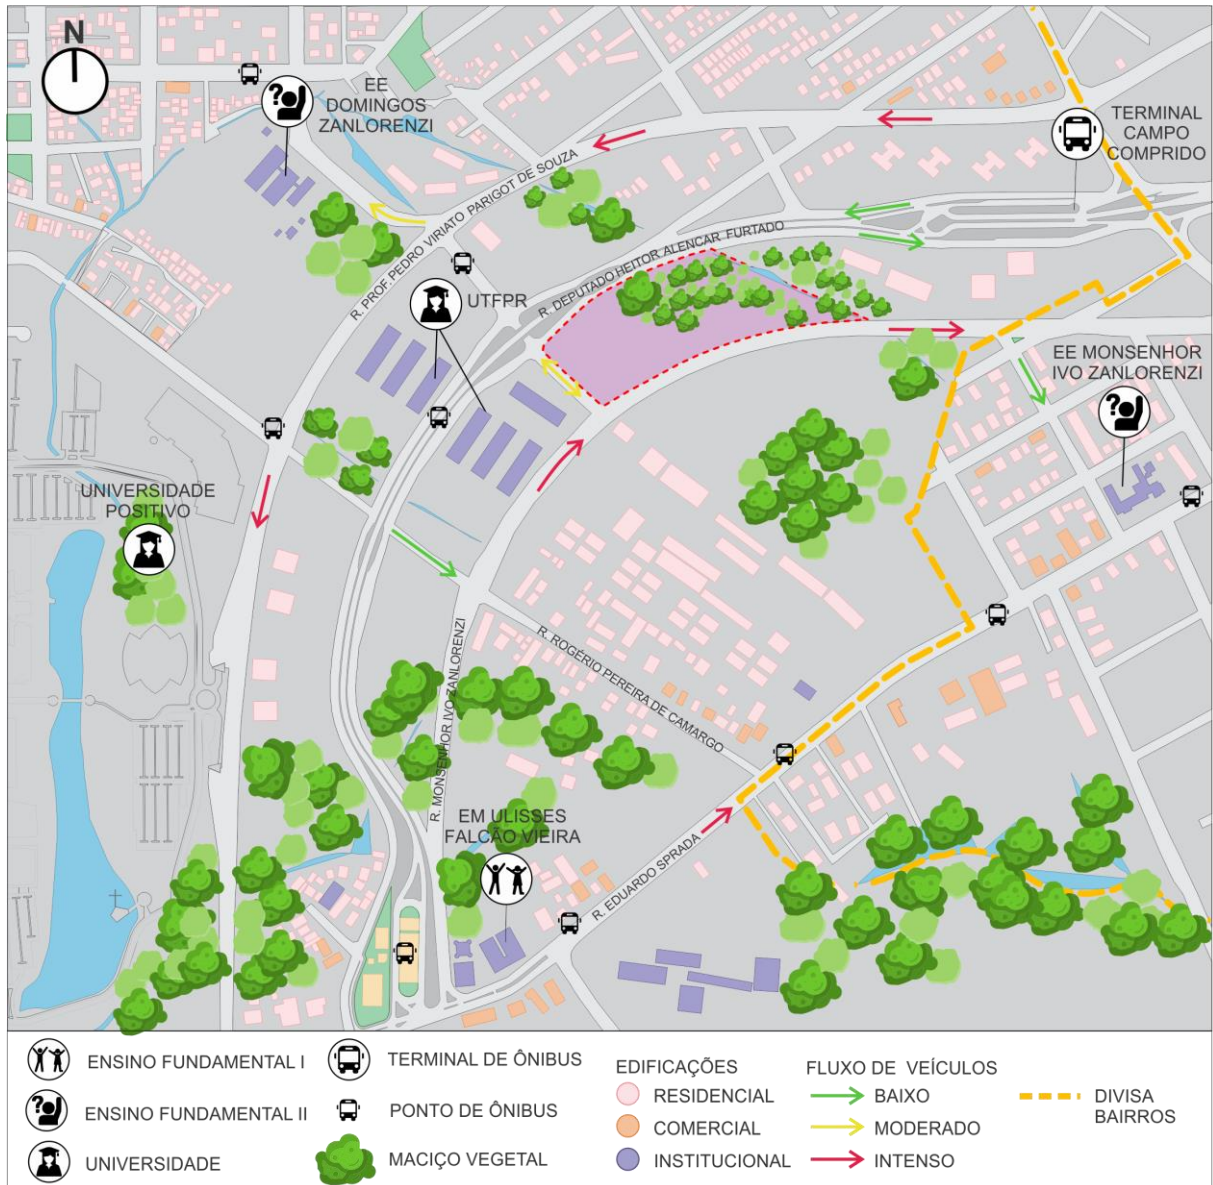 N
EE
DOMINGOS
ZANLORENZI
TERMINAL
CAMPO
COMPRIDO
R. PROF. PEDRO VIRIATO PARIGOT DE SOUZA
R. DEPUTADO HEITOR ALENCAR FURTADO
UTFPR
EE MONSENHOR
IVO ZANLORENZI
UNIVERSIDADE
POSITIVO
R. ROGÉRIO PEREIRA DE CAMARGO
R. MONSENHOR IVO ZANLORENZI
EM ULISSES
FALCÃO VIEIRA
R. EDUARDO SPRADA
ENSINO FUNDAMENTAL I
ENSINO FUNDAMENTAL II
UNIVERSIDADE
TERMINAL DE ÔNIBUS
PONTO DE ÔNIBUS
MACIÇO VEGETAL
EDIFICAÇÕES
RESIDENCIAL
COMERCIAL
INSTITUCIONAL
FLUXO DE VEÍCULOS
BAIXO
MODERADO
INTENSO
DIVISA
BAIRROS